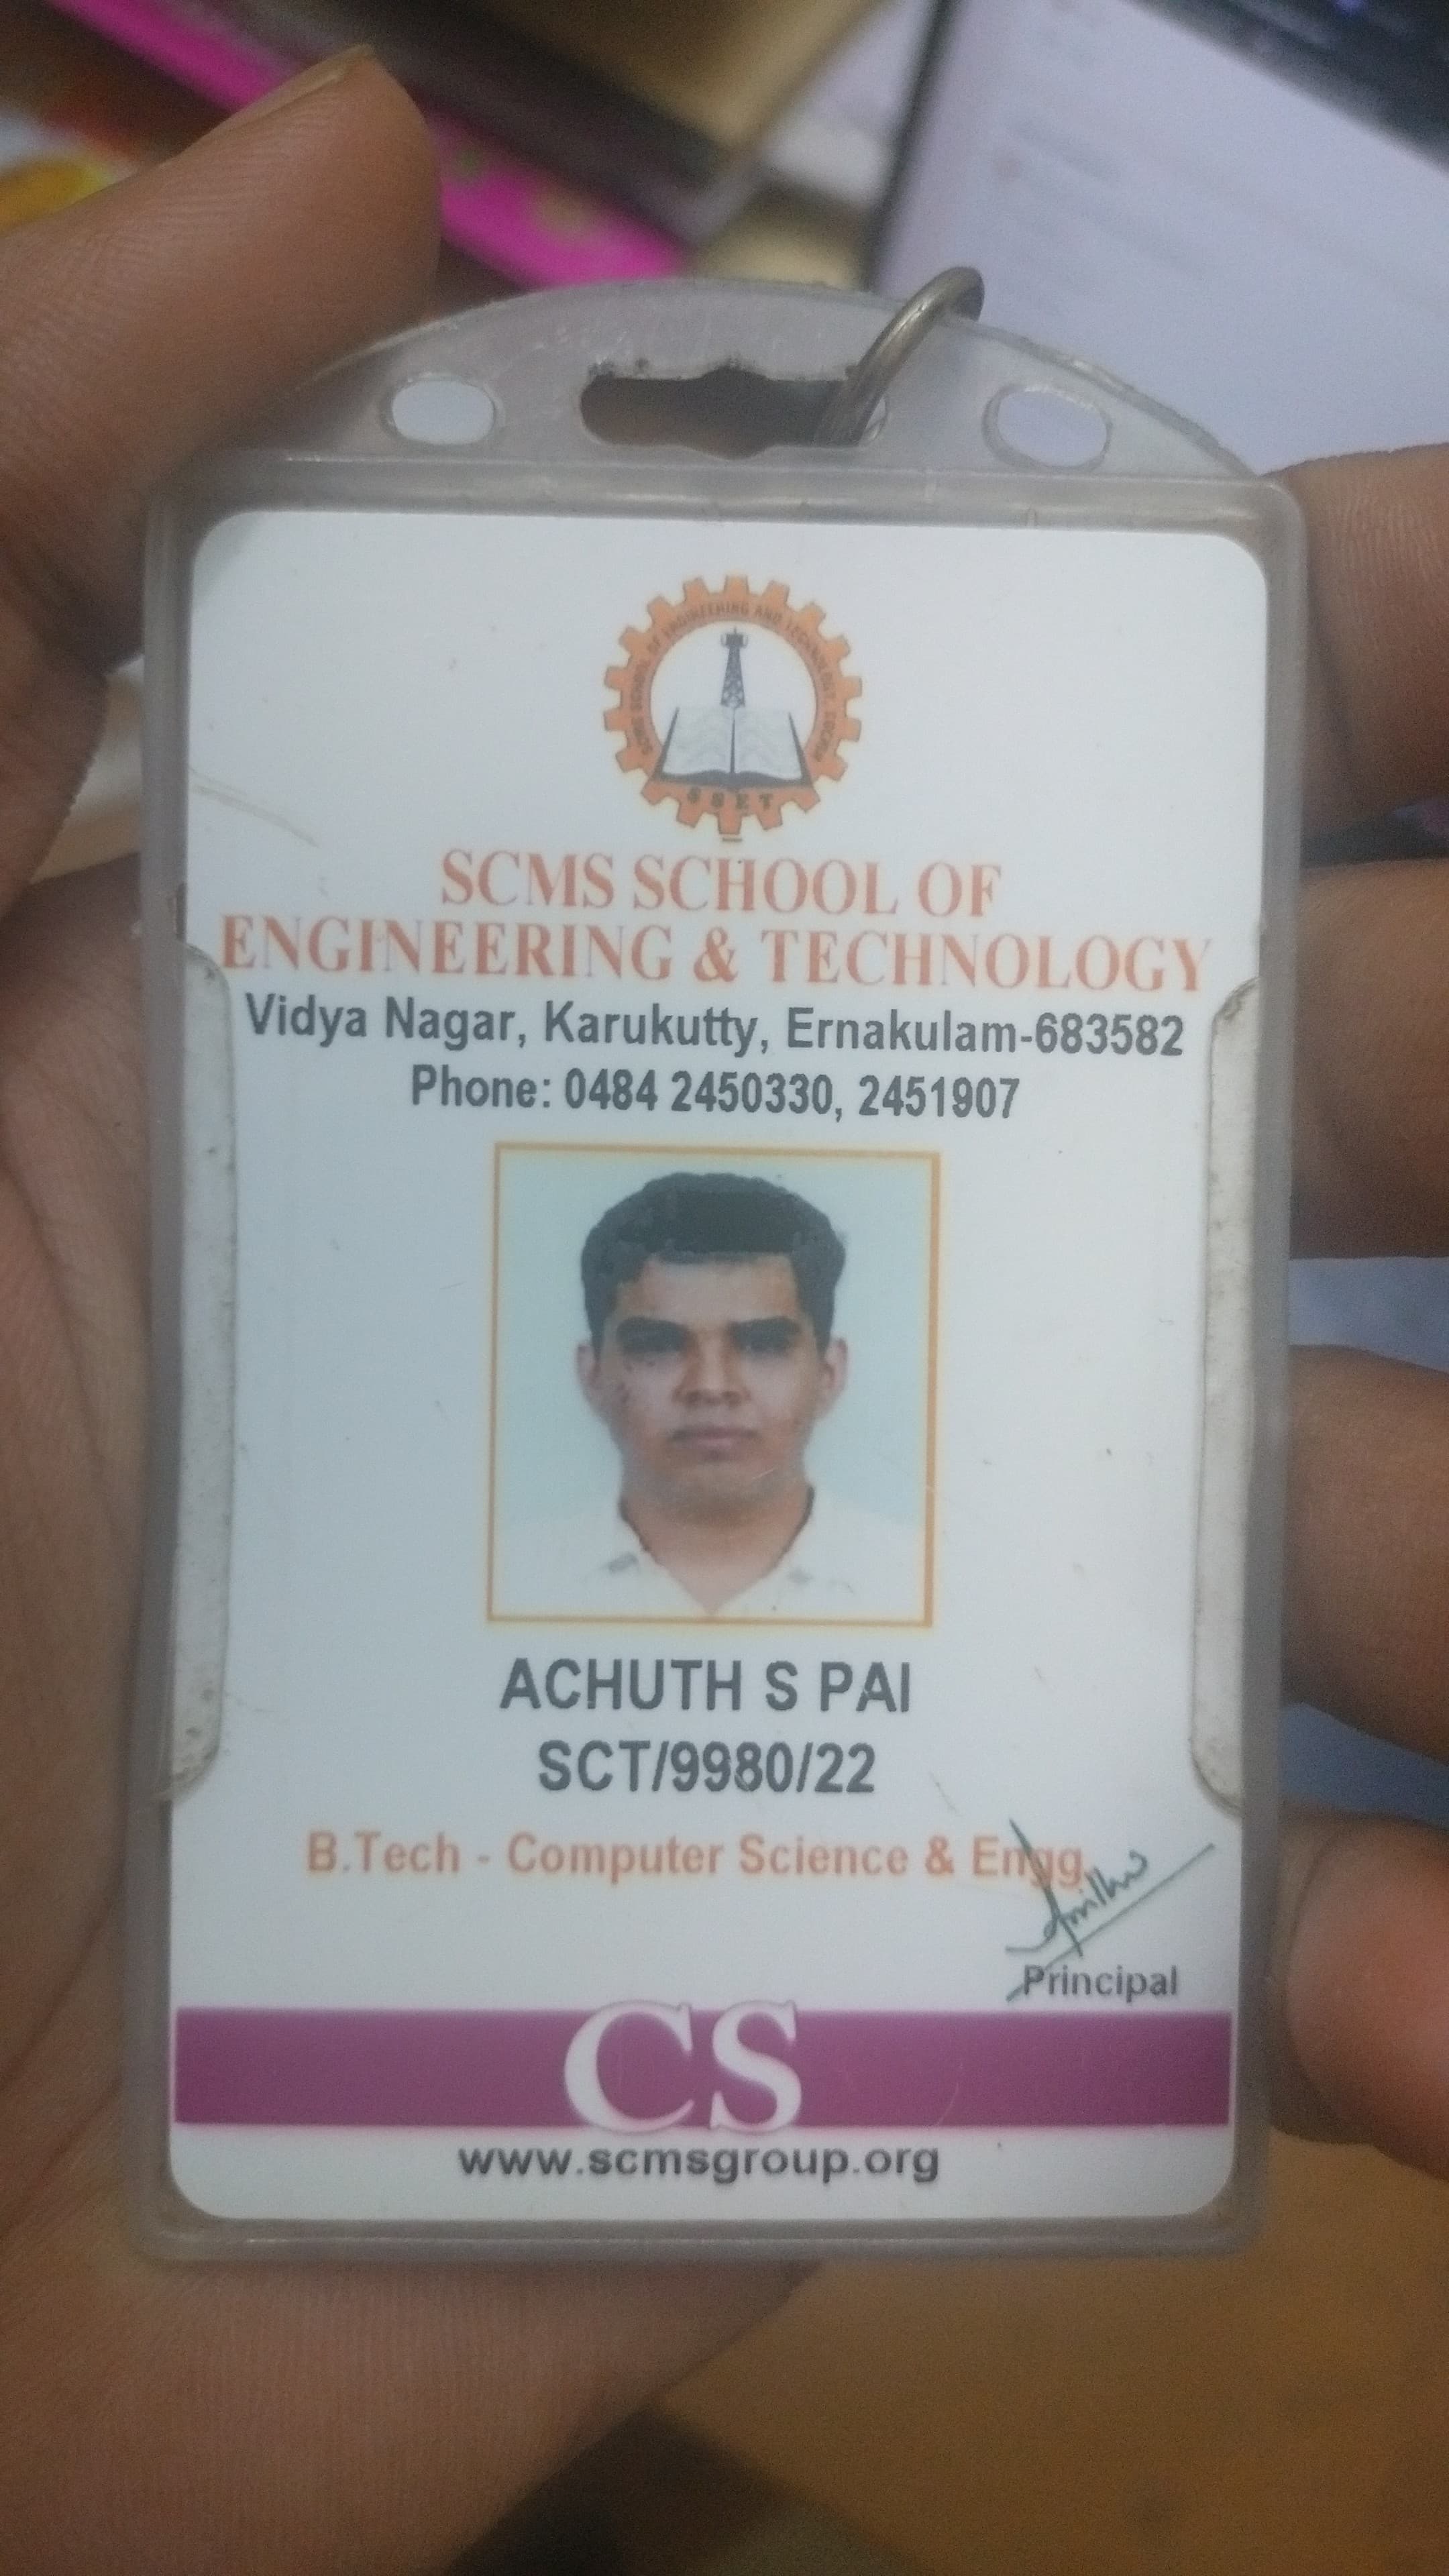 SCMS SCHOOL OF ENGINEERING AND TECHNOLOGY
SSET
SCMS SCHOOL OF
ENGINEERING & TECHNOLOGY
Vidya Nagar, Karukutty, Ernakulam-683582
Phone: 0484 2450330, 2451907
ACHUTH S PAI
SCT/9980/22
B.Tech - Computer Science & Engg.
Principal
CS
www.scmsgroup.org